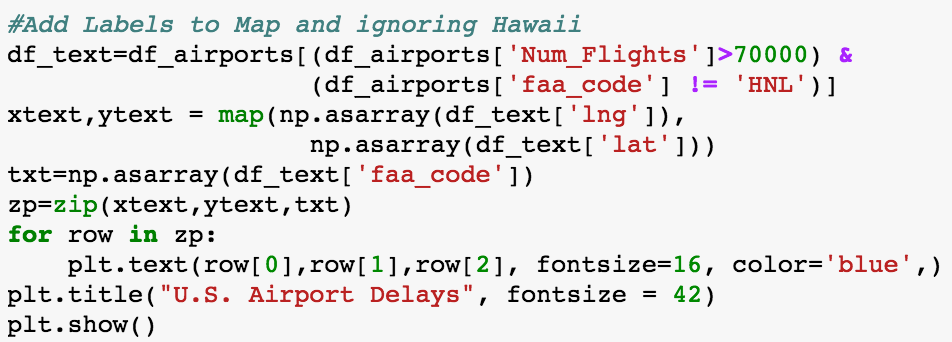 #Add Labels to Map and ignoring Hawaii
df_text=df_airports[(df_airports['Num_Flights']>70000) &
                    (df_airports['faa_code'] != 'HNL')]
xtext,ytext = map(np.asarray(df_text['lng']),
                    np.asarray(df_text['lat']))
txt=np.asarray(df_text['faa_code'])
zp=zip(xtext,ytext,txt)
for row in zp:
    plt.text(row[0],row[1],row[2], fontsize=16, color='blue',)
plt.title("U.S. Airport Delays", fontsize = 42)
plt.show()